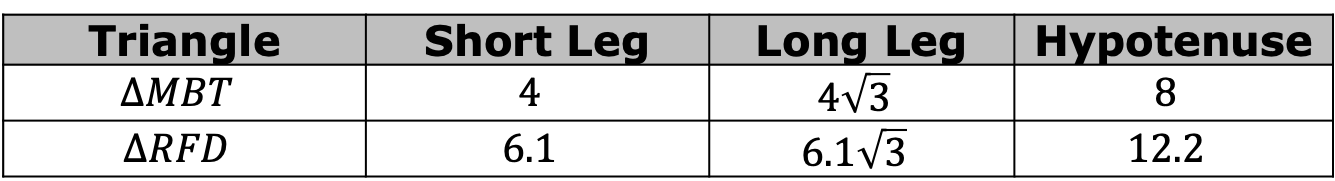 Triangle Short Leg Long Leg Hypotenuse
Δ𝑀𝐵𝑇 4 4√3 8
Δ𝑅𝐹𝐷 6.1 6.1√3 12.2